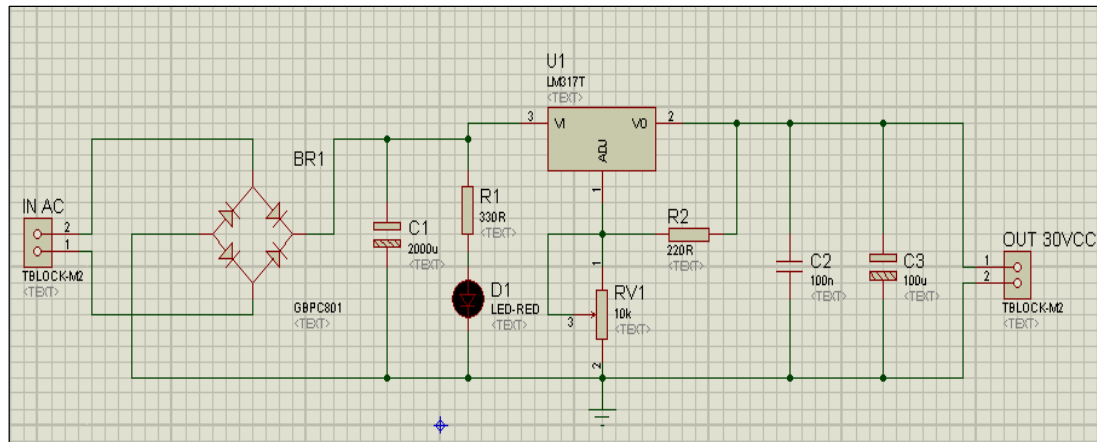 U1
LM317T
<TEXT>
3
VI
VO
2
ADJ
1
BR1
IN AC
2
1
TBLOCK-M2
<TEXT>
GBPC801
<TEXT>
C1
2000u
<TEXT>
R1
330R
<TEXT>
D1
LED-RED
<TEXT>
R2
220R
<TEXT>
1
RV1
10k
<TEXT>
3
2
C2
100n
<TEXT>
C3
100u
<TEXT>
OUT 30VCC
1
2
TBLOCK-M2
<TEXT>